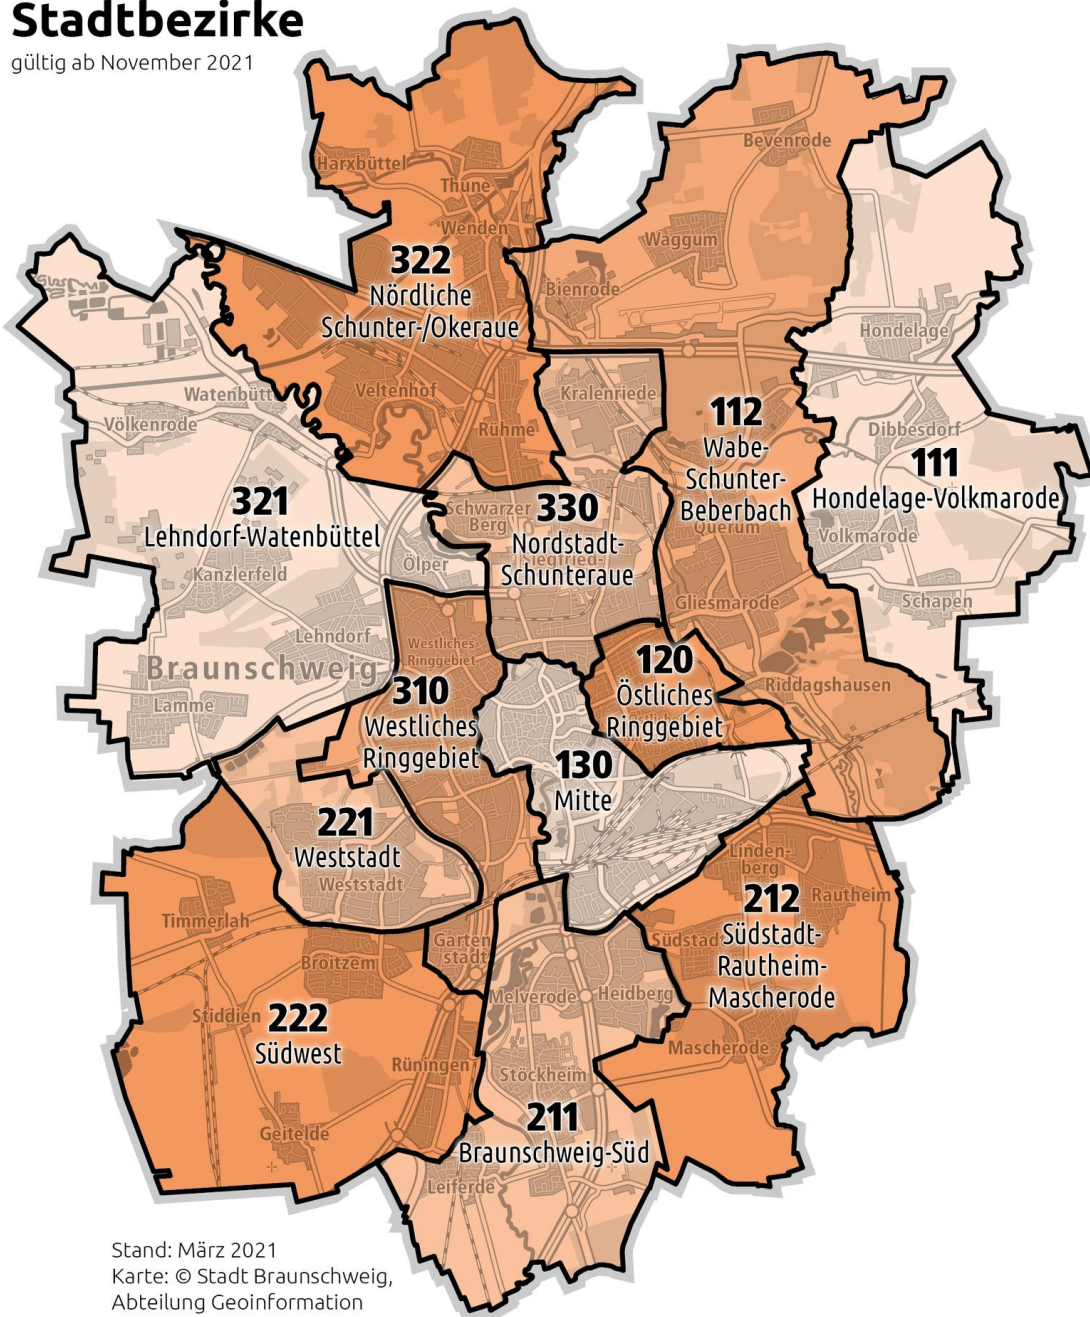 Stadtbezirke
gültig ab November 2021
Harxbüttel
Thune
Wenden
Bevenrode
Waggum
Bienrode
322
Nördliche
Schunter-/Okeraue
Hondelage
Veltenhof
Rühme
Kralenriede
Watenbütt
Völkenrode
112
Wabe-
Schunter-
Beberbach
Querum
Dibbesdorf
111
Hondelage-Volkmarode
Volkmarode
Schapen
321
Lehndorf-Watenbüttel
Kanzlerfeld
Ölper
Schwarzer
Berg
330
Nordstadt-
Schunteraue
Gliesmarode
Lehndorf
Braunschweig
Lamme
Westliches
Ringgebiet
310
Westliches
Ringgebiet
120
Östliches
Ringgebiet
Riddagshausen
130
Mitte
221
Weststadt
Weststadt
Linden-
berg
Rautheim
212
Südstadt-
Rautheim-
Mascherode
Südstad
Mascherode
Timmerlah
Broitzem
Garten
stadt
Stiddien
222
Südwest
Rüningen
Geitelde
Melverode
Heidberg
Stöckheim
211
Braunschweig-Süd
Leiferde
Stand: März 2021
Karte: © Stadt Braunschweig,
Abteilung Geoinformation